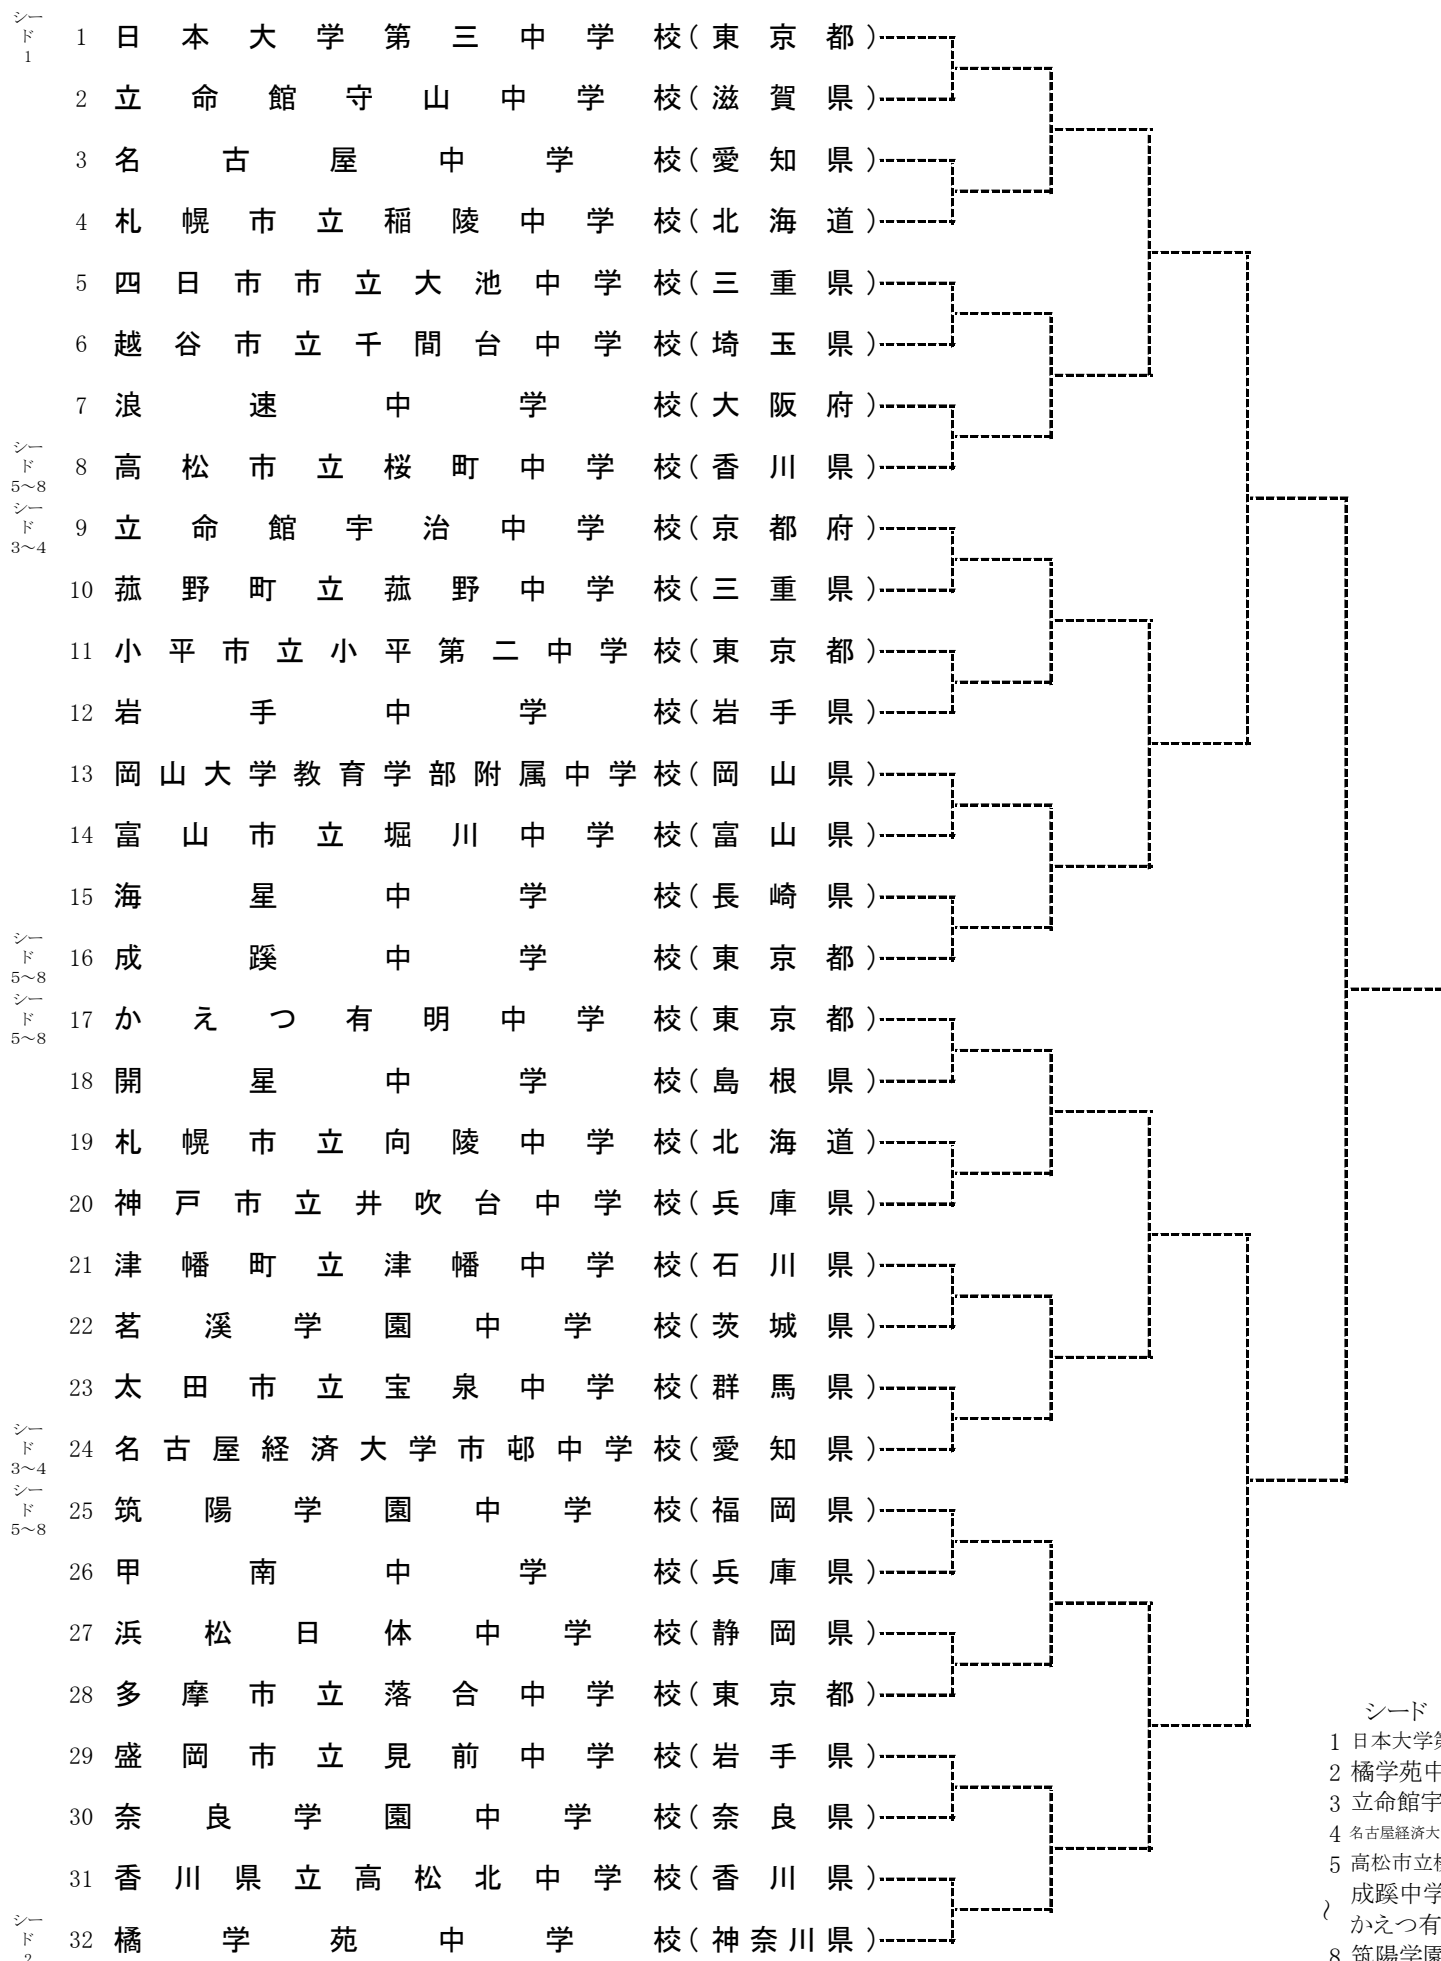 シード1 1 日本大学第三中学校(東京都)
2 立命館守山中学校(滋賀県)
3 名古屋中学校(愛知県)
4 札幌市立稲陵中学校(北海道)
5 四日市市立大池中学校(三重県)
6 越谷市立千間台中学校(埼玉県)
7 浪速中学校(大阪府)
シード5～8 8 高松市立桜町中学校(香川県)
シード3～4 9 立命館宇治中学校(京都府)
10 菰野町立菰野中学校(三重県)
11 小平市立小平第二中学校(東京都)
12 岩手中学校(岩手県)
13 岡山大学教育学部附属中学校(岡山県)
14 富山市立堀川中学校(富山県)
15 海星中学校(長崎県)
シード5～8 16 成蹊中学校(東京都)
シード5～8 17 かえつ有明中学校(東京都)
18 開星中学校(島根県)
19 札幌市立向陵中学校(北海道)
20 神戸市立井吹台中学校(兵庫県)
21 津幡町立津幡中学校(石川県)
22 茗溪学園中学校(茨城県)
23 太田市立宝泉中学校(群馬県)
シード3～4 24 名古屋経済大学市邨中学校(愛知県)
シード5～8 25 筑陽学園中学校(福岡県)
26 甲南中学校(兵庫県)
27 浜松日体中学校(静岡県)
28 多摩市立落合中学校(東京都)
29 盛岡市立見前中学校(岩手県)
30 奈良学園中学校(奈良県)
31 香川県立高松北中学校(香川県)
シード2 32 橘学苑中学校(神奈川県)
シード
1 日本大学第
2 橘学苑中
3 立命館宇
4 名古屋経済大
5 高松市立桜
成蹊中学
～
かえつ有
8 筑陽学園